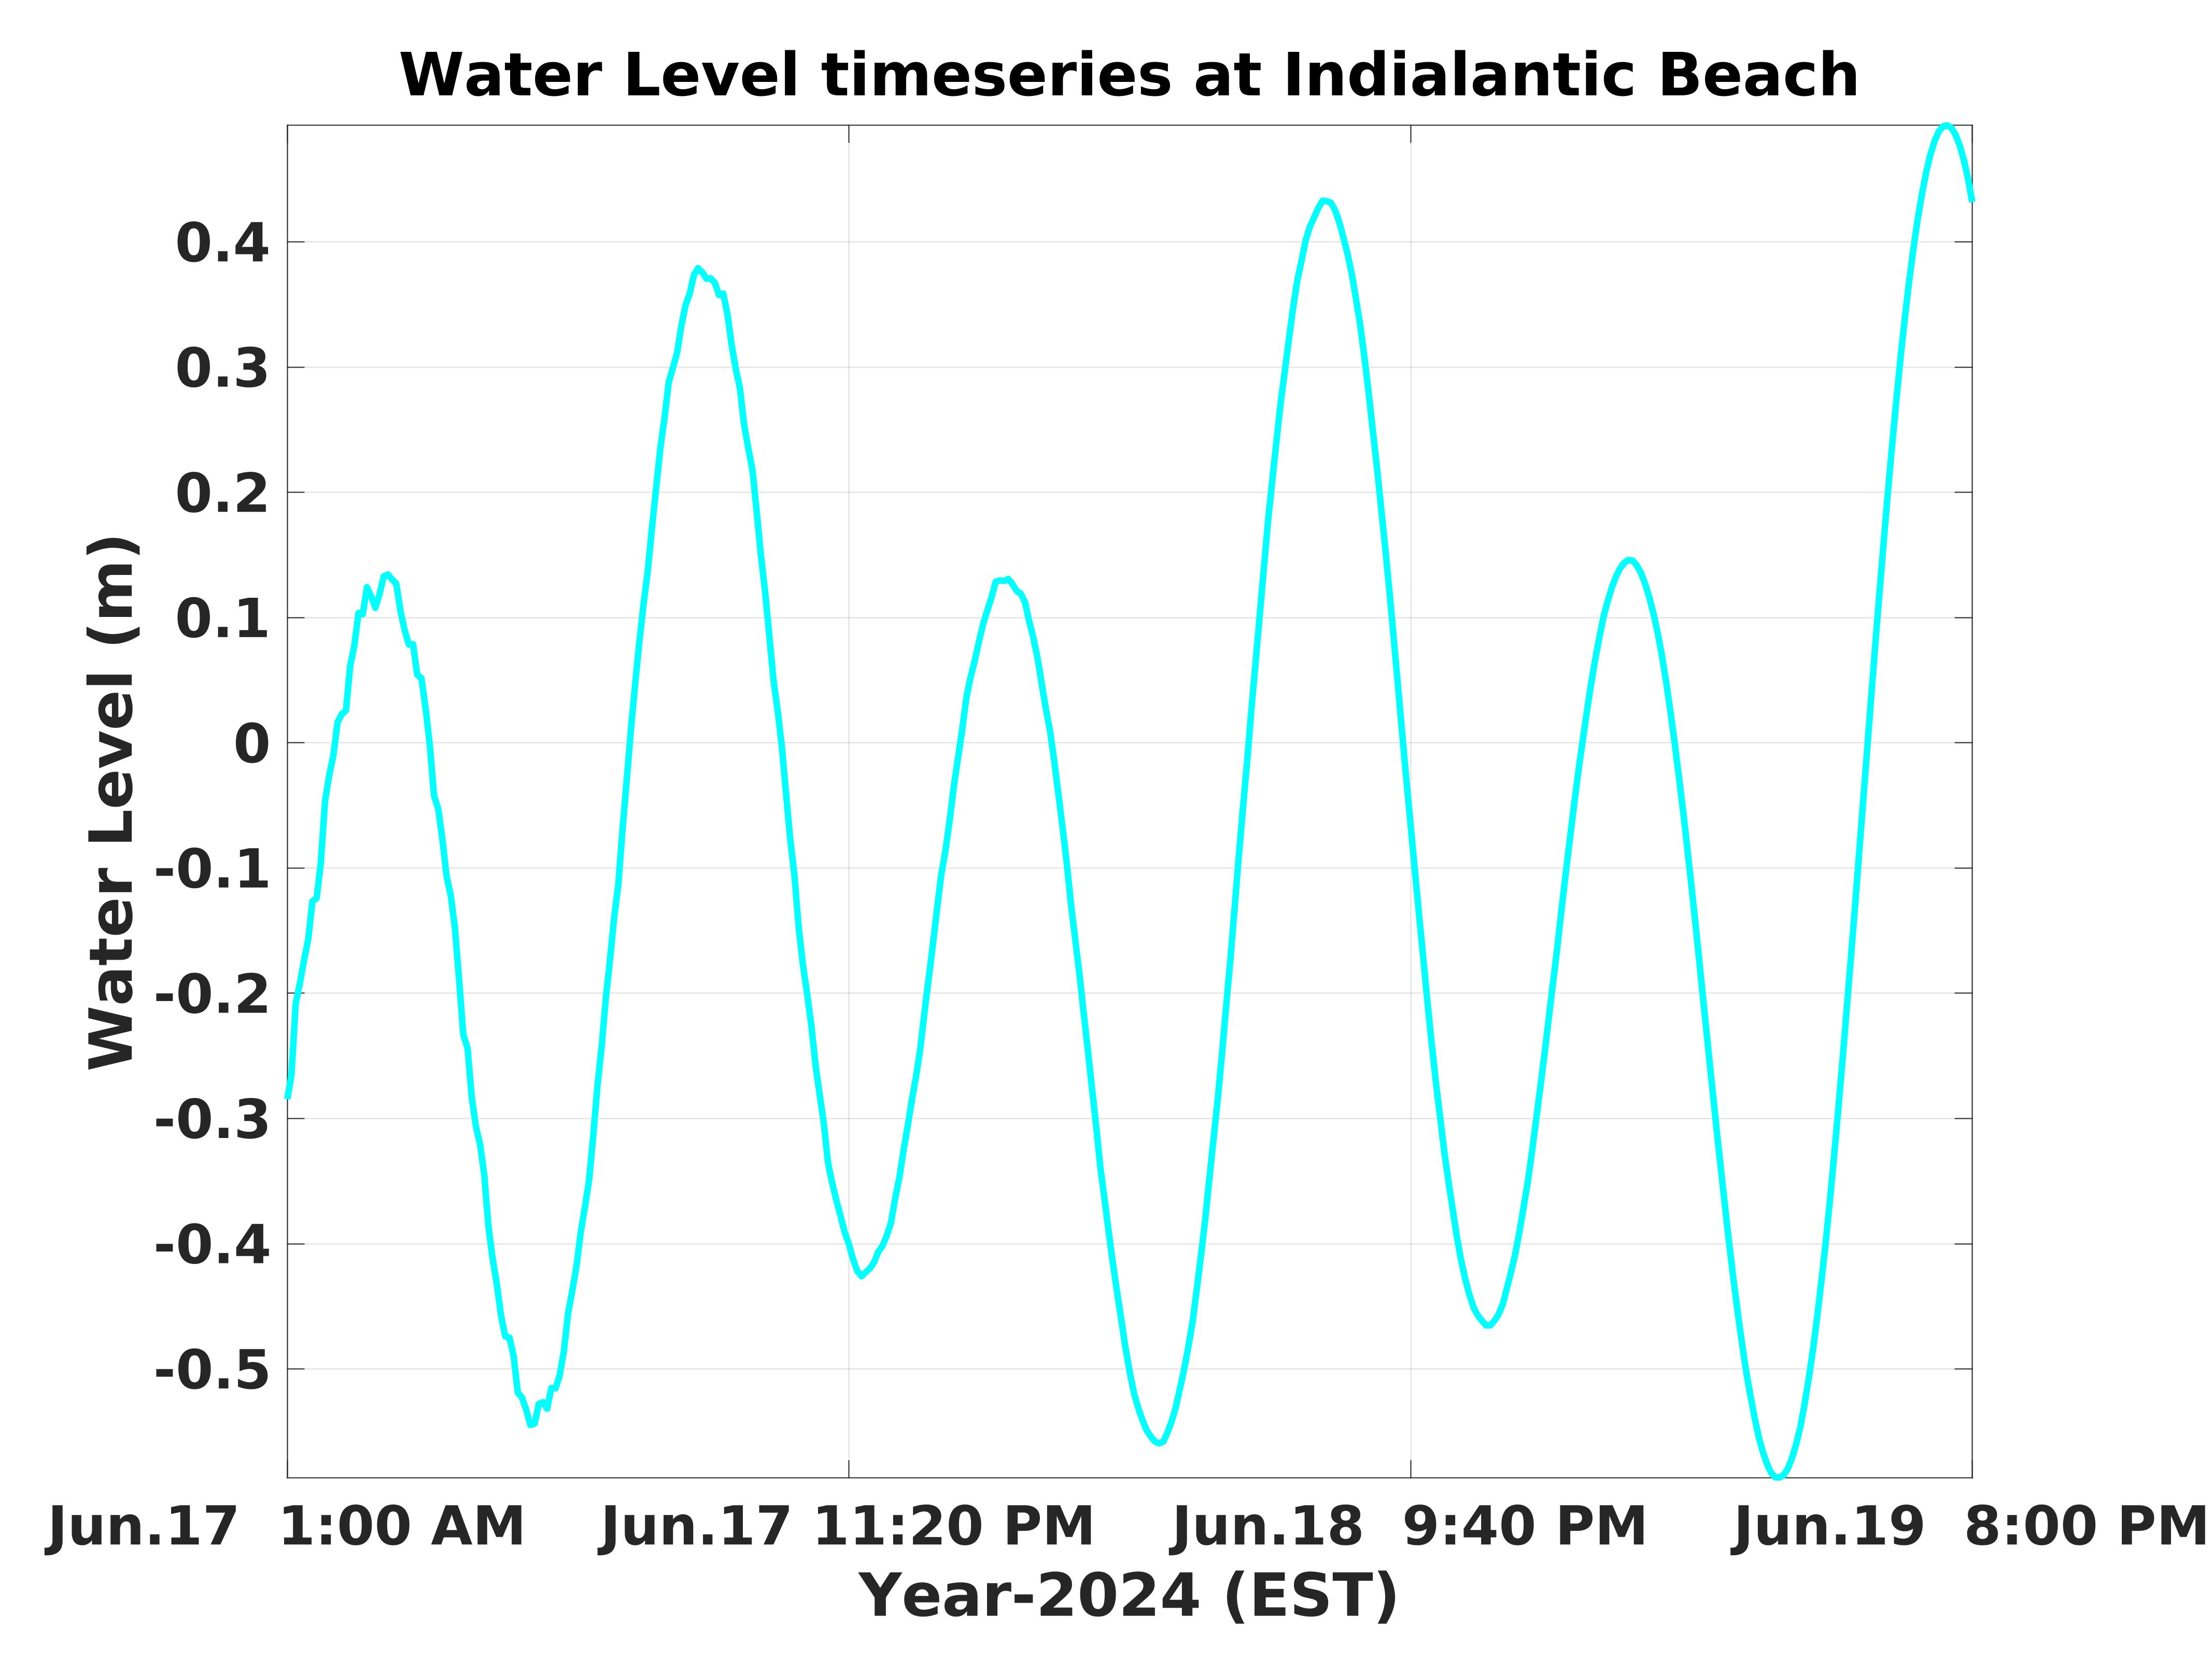 Water Level timeseries at Indialantic Beach
Water Level (m)
0.4
0.3
0.2
0.1
0
-0.1
-0.2
-0.3
-0.4
-0.5
Jun.17 1:00 AM Jun.17 11:20 PM Jun.18 9:40 PM Jun.19 8:00 PM
Year-2024 (EST)